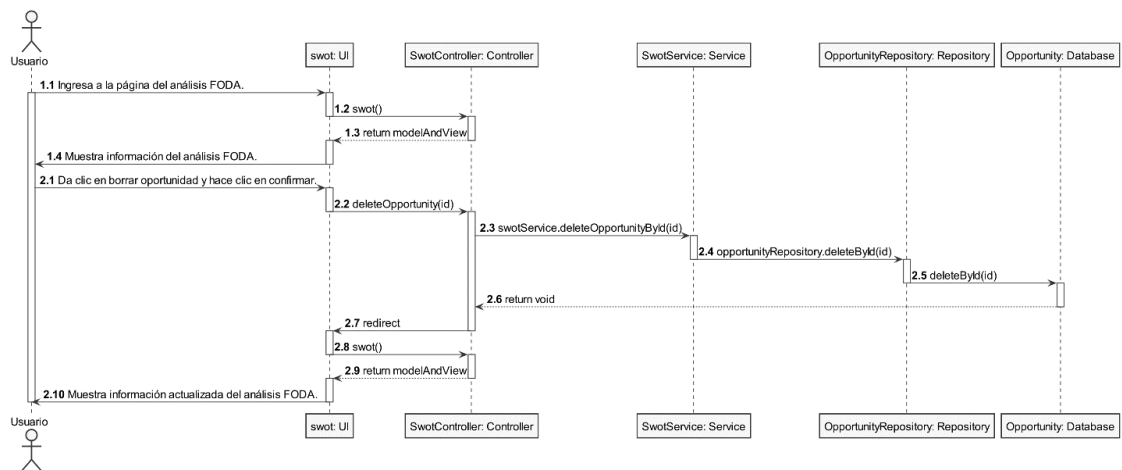 Usuario
swot: UI
SwotController: Controller
SwotService: Service
OpportunityRepository: Repository
Opportunity: Database
1.1 Ingresa a la página del análisis FODA.
1.2 swot()
1.3 return modelAndView
1.4 Muestra información del análisis FODA.
2.1 Da clic en borrar oportunidad y hace clic en confirmar.
2.2 deleteOpportunity(id)
2.3 swotService.deleteOpportunityById(id)
2.4 opportunityRepository.deleteById(id)
2.5 deleteById(id)
2.6 return void
2.7 redirect
2.8 swot()
2.9 return modelAndView
2.10 Muestra información actualizada del análisis FODA.
Usuario
swot: UI
SwotController: Controller
SwotService: Service
OpportunityRepository: Repository
Opportunity: Database